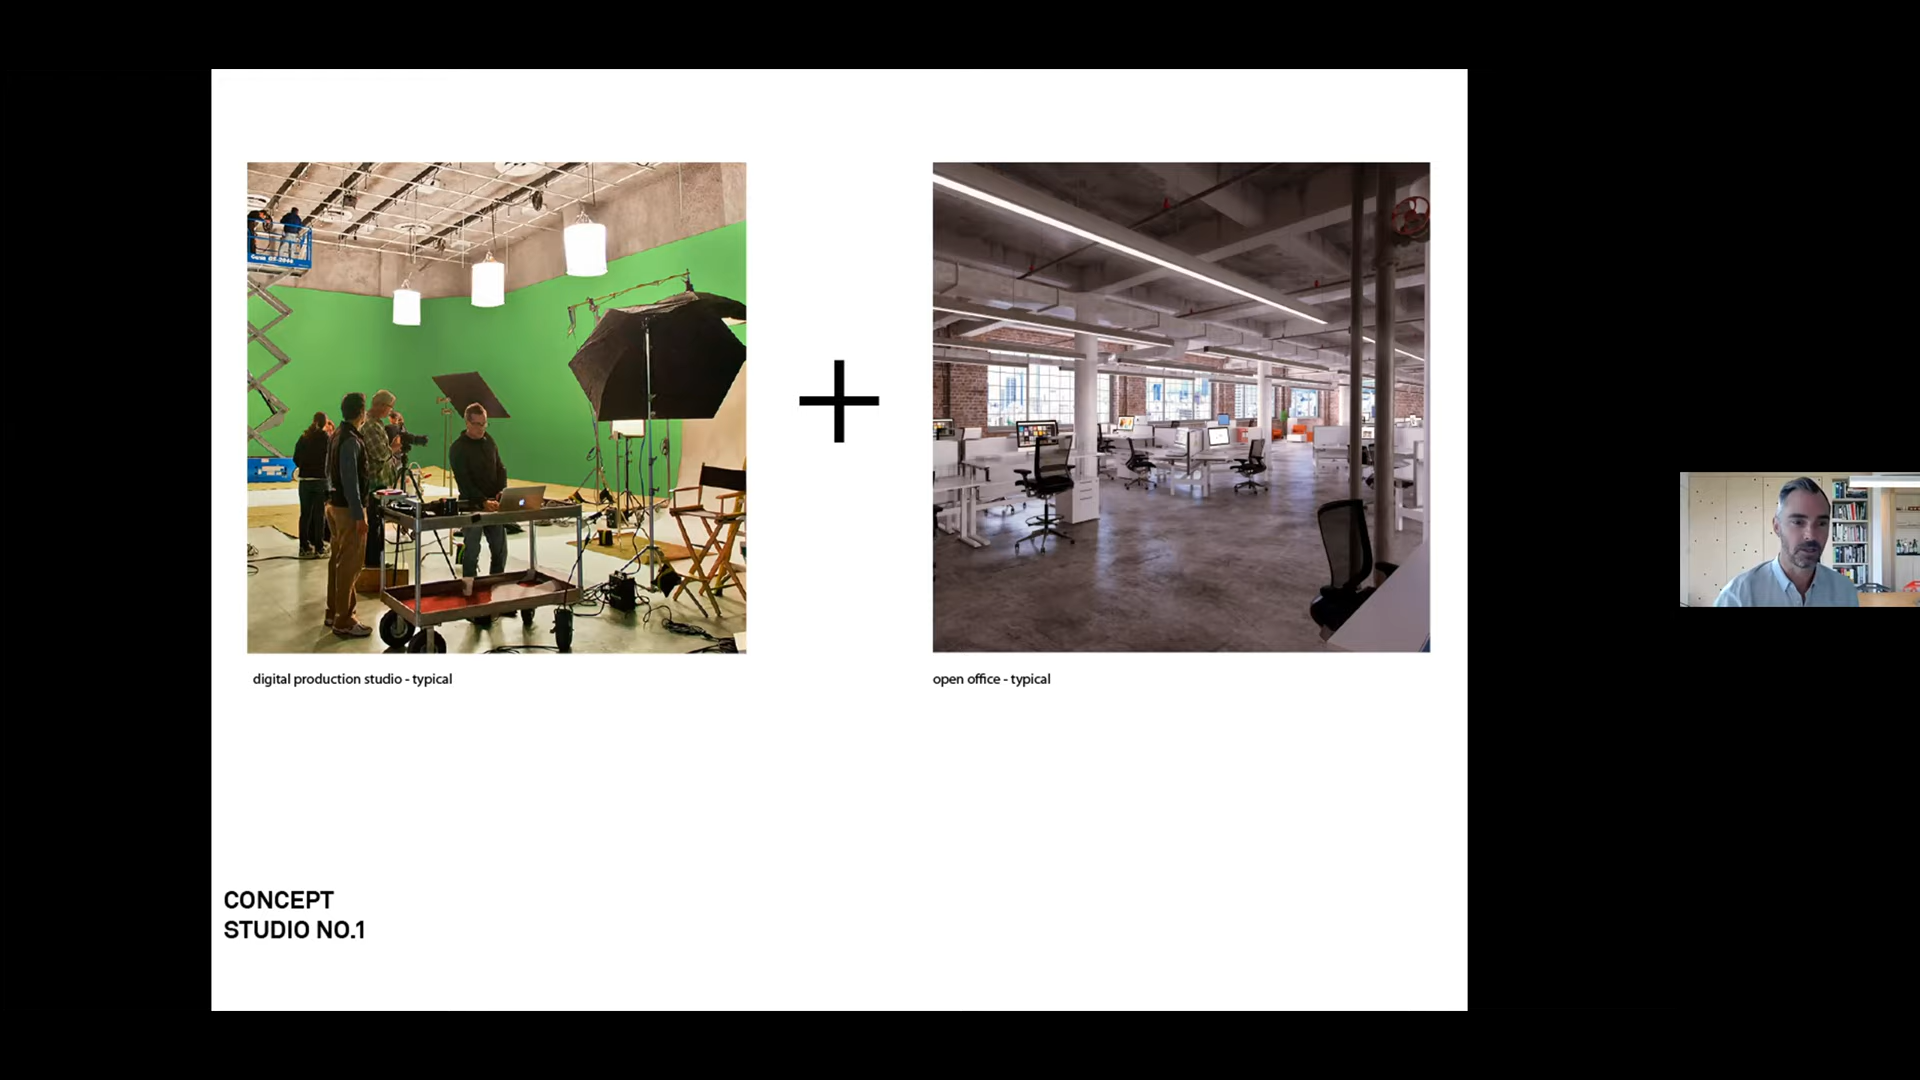 digital production studio - typical
open office - typical
CONCEPT
STUDIO NO.1